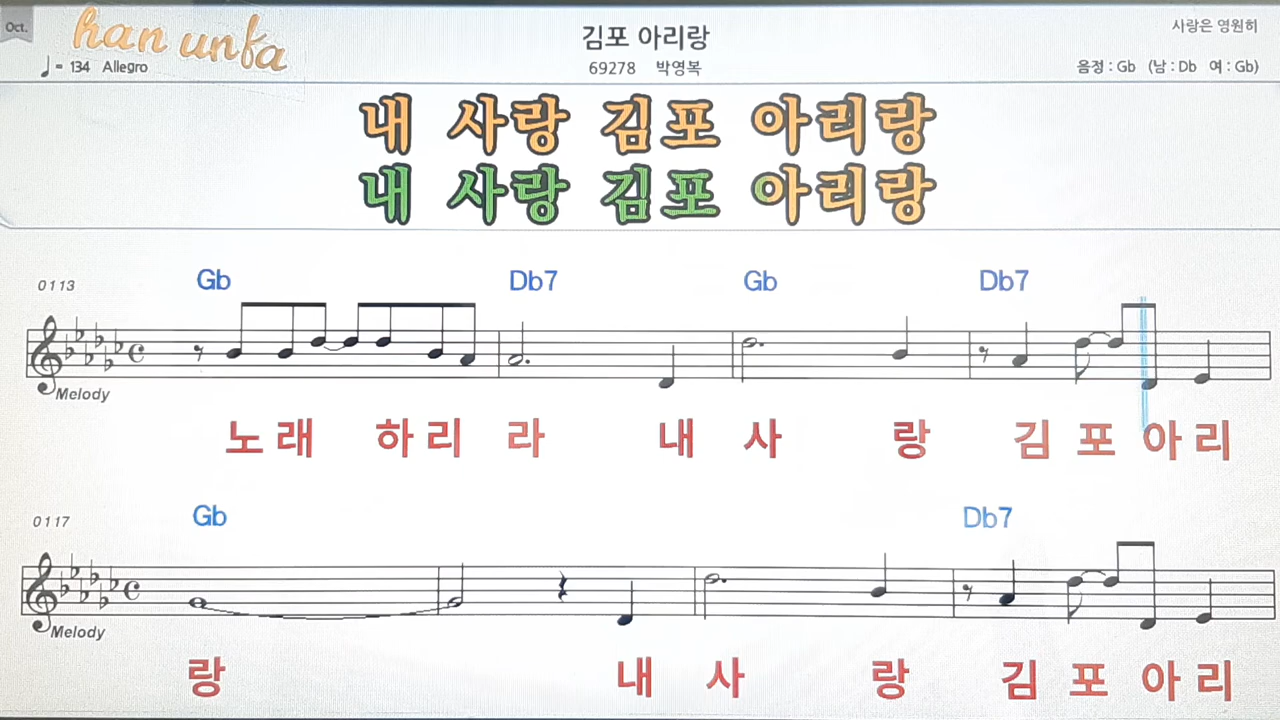 Oct.
han unfa
♩= 134 Allegro
김포 아리랑
69278 박영복
사랑은 영원히
음정 : Gb (남 : Db 여 : Gb)
내 사랑 김포 아리랑
내 사랑 김포 아리랑
0113
Gb Db7 Gb Db7
Melody
노래 하리 라 내 사 랑 김 포 아 리
0117
Gb Db7
Melody
랑 내 사 랑 김 포 아 리